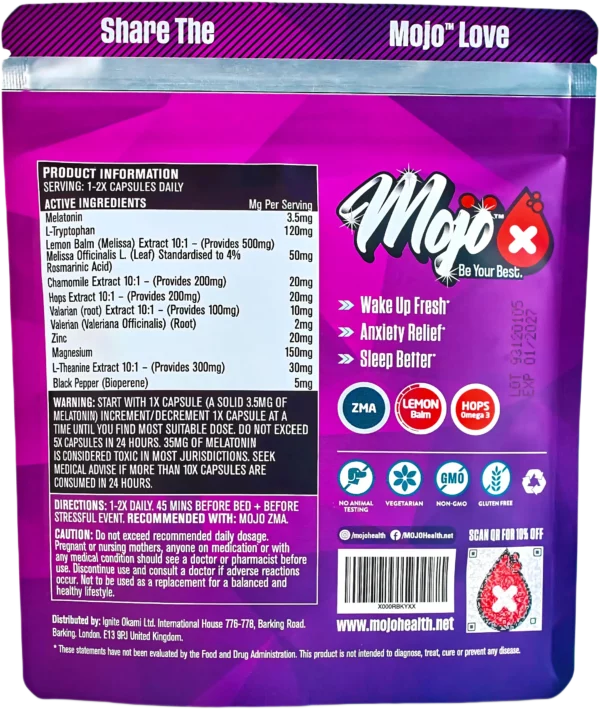 Share The Mojo™ Love
PRODUCT INFORMATION
SERVING: 1-2X CAPSULES DAILY
ACTIVE INGREDIENTS Mg Per Serving
Melatonin 3.5mg
L-Tryptophan 120mg
Lemon Balm (Melissa) Extract 10:1 – (Provides 500mg)
Melissa Officinalis L. (Leaf) Standardised to 4% 50mg
Rosmarinic Acid)
Chamomile Extract 10:1 – (Provides 200mg) 20mg
Hops Extract 10:1 – (Provides 200mg) 20mg
Valarian (root) Extract 10:1 – (Provides 100mg) 10mg
Valerian (Valeriana Officinalis) (Root) 2mg
Zinc 20mg
Magnesium 150mg
L-Theanine Extract 10:1 – (Provides 300mg) 30mg
Black Pepper (Bioperene) 5mg
WARNING: START WITH 1X CAPSULE (A SOLID 3.5MG OF
MELATONIN) INCREMENT/DECREMENT 1X CAPSULE AT A
TIME UNTIL YOU FIND MOST SUITABLE DOSE. DO NOT EXCEED
5X CAPSULES IN 24 HOURS. 35MG OF MELATONIN
IS CONSIDERED TOXIC IN MOST JURISDICTIONS. SEEK
MEDICAL ADVISE IF MORE THAN 10X CAPSULES ARE
CONSUMED IN 24 HOURS.
DIRECTIONS: 1-2X DAILY. 45 MINS BEFORE BED + BEFORE
STRESSFUL EVENT. RECOMMENDED WITH: MOJO ZMA.
CAUTION: Do not exceed recommended daily dosage.
Pregnant or nursing mothers, anyone on medication or with
any medical condition should see a doctor or pharmacist before
use. Discontinue use and consult a doctor if adverse reactions
occur. Not to be used as a replacement for a balanced and
healthy lifestyle.
Mojo™ X
Be Your Best.
Wake Up Fresh*
Anxiety Relief*
Sleep Better*
LOT 93120105
EXP 01/2027
ZMA
LEMON
Balm
HOPS
Omega 3
GMO
NO ANIMAL
TESTING
VEGETARIAN
NON-GMO
GLUTEN FREE
/mojohealth f /MOJOHealth.net
SCAN QR FOR 10% OFF
X000RBKYXX
www.mojohealth.net
Distributed by: Ignite Okami Ltd. International House 776-778, Barking Road.
Barking. London. E13 9PJ United Kingdom.
* These statements have not been evaluated by the Food and Drug Administration. This product is not intended to diagnose, treat, cure or prevent any disease.